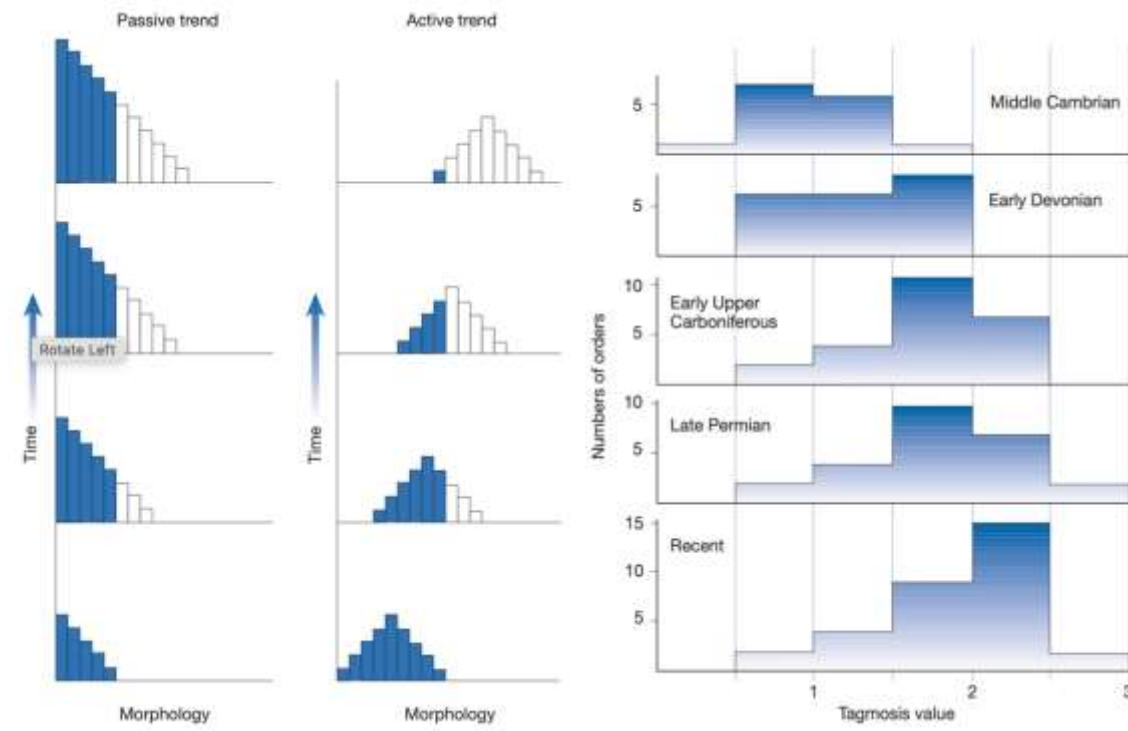 Passive trend
Active trend
Time
Rotate Left
Morphology
Time
Morphology
Numbers of orders
5
Middle Cambrian
5
Early Devonian
10
5
Early Upper
Carboniferous
10
5
Late Permian
15
10
5
Recent
1
2
3
Tagmosis value